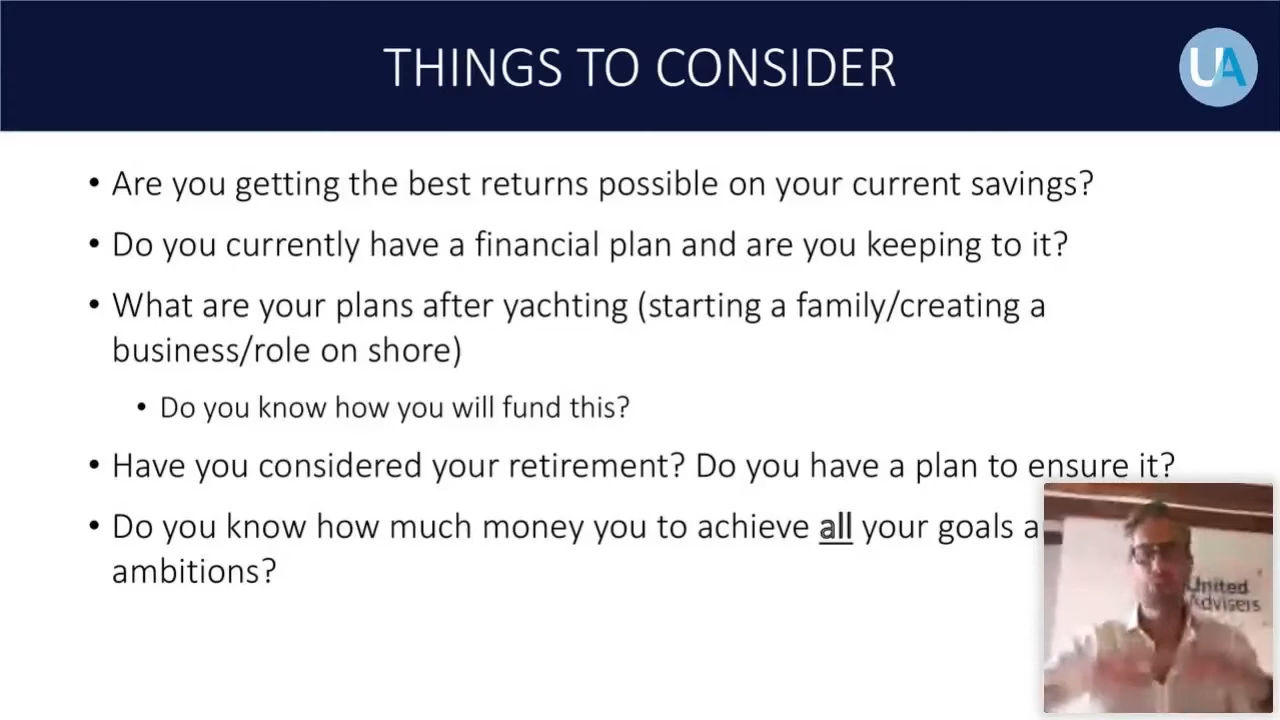 THINGS TO CONSIDER
UA
• Are you getting the best returns possible on your current savings?
• Do you currently have a financial plan and are you keeping to it?
• What are your plans after yachting (starting a family/creating a
business/role on shore)
• Do you know how you will fund this?
• Have you considered your retirement? Do you have a plan to ensure it?
• Do you know how much money you to achieve all your goals a
ambitions?
United
Advisers